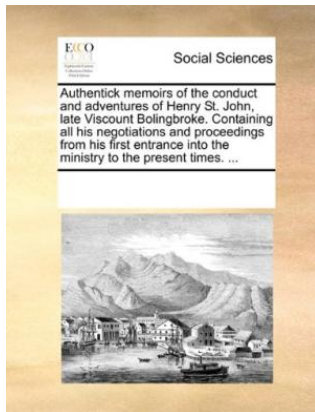 ECCO
Social Sciences
Authentick memoirs of the conduct
and adventures of Henry St. John,
late Viscount Bolingbroke. Containing
all his negotiations and proceedings
from his first entrance into the
ministry to the present times. ...